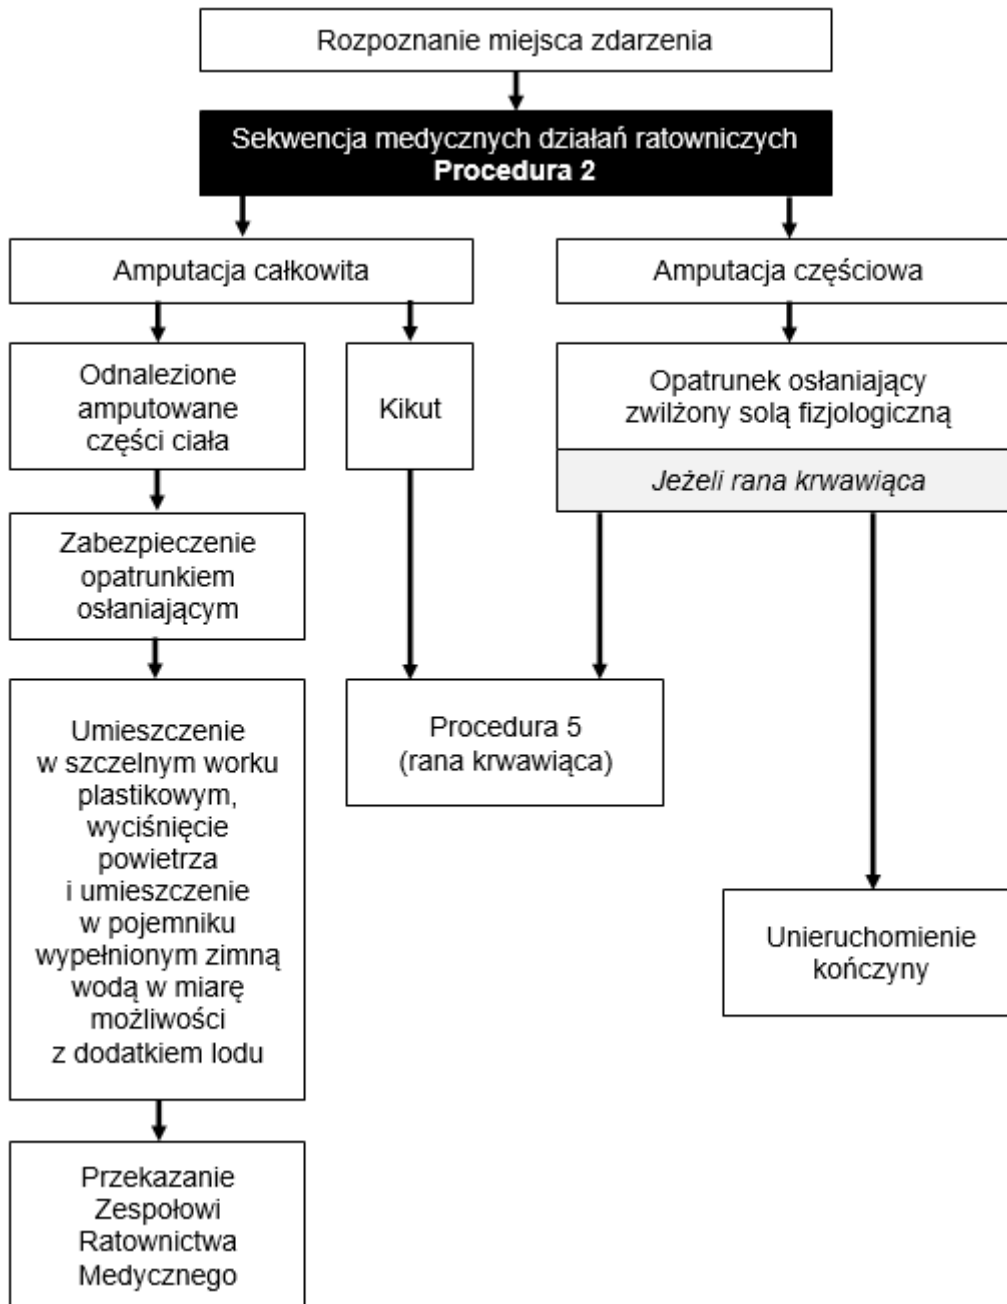 Rozpoznanie miejsca zdarzenia
Sekwencja medycznych działań ratowniczych
Procedura 2
Amputacja całkowita
Amputacja częściowa
Odnalezione
amputowane
części ciała
Kikut
Opatrunek osłaniający
zwilżony solą fizjologiczną
Jeżeli rana krwawiąca
Zabezpieczenie
opatrunkiem
osłaniającym
Umieszczenie
w szczelnym worku
plastikowym,
wyciśnięcie
powietrza
i umieszczenie
w pojemniku
wypełnionym zimną
wodą w miarę
możliwości
z dodatkiem lodu
Procedura 5
(rana krwawiąca)
Unieruchomienie
kończyny
Przekazanie
Zespołowi
Ratownictwa
Medycznego